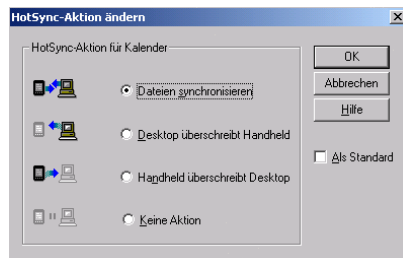 HotSync-Aktion ändern
HotSync-Aktion für Kalender
OK
Dateien synchronisieren
Abbrechen
Hilfe
Desktop überschreibt Handheld
Als Standard
Handheld überschreibt Desktop
Keine Aktion